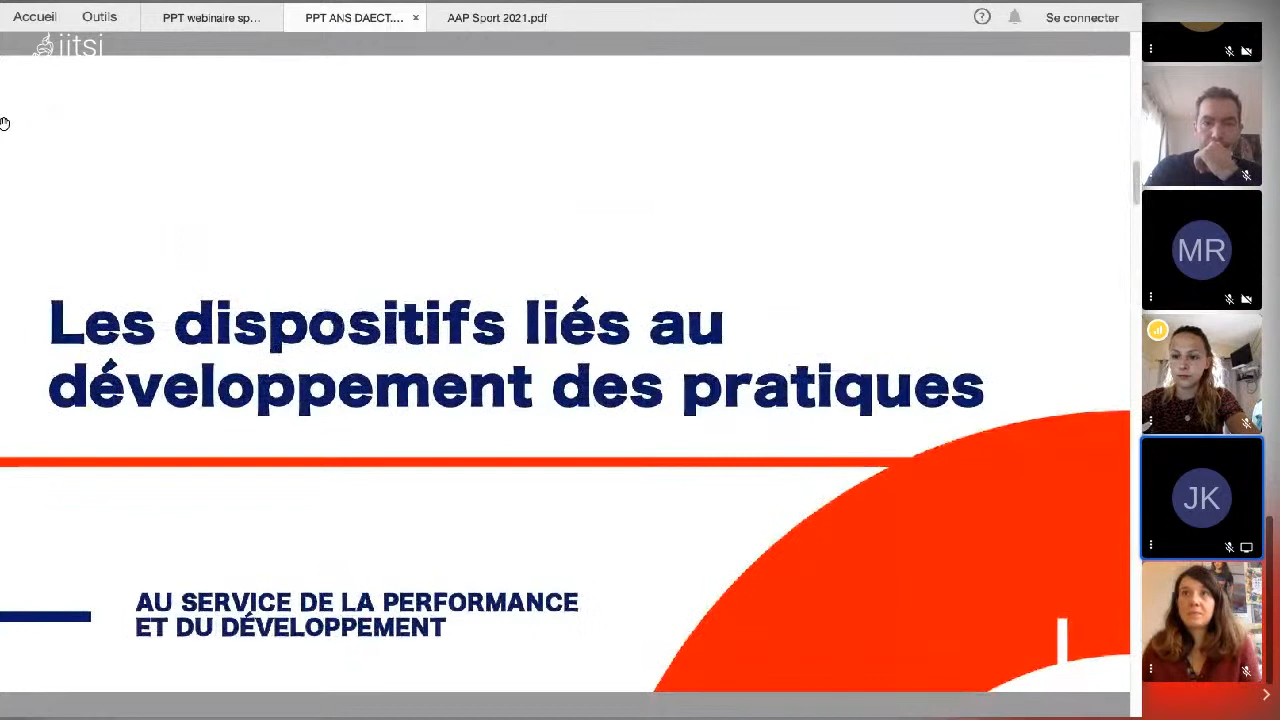 Accueil
Outils
PPT webinaire sp...
PPT ANS DAECT....
×
AAP Sport 2021.pdf
?
Se connecter
iitsi
Les dispositifs liés au
développement des pratiques
AU SERVICE DE LA PERFORMANCE
ET DU DÉVELOPPEMENT
MR
JK